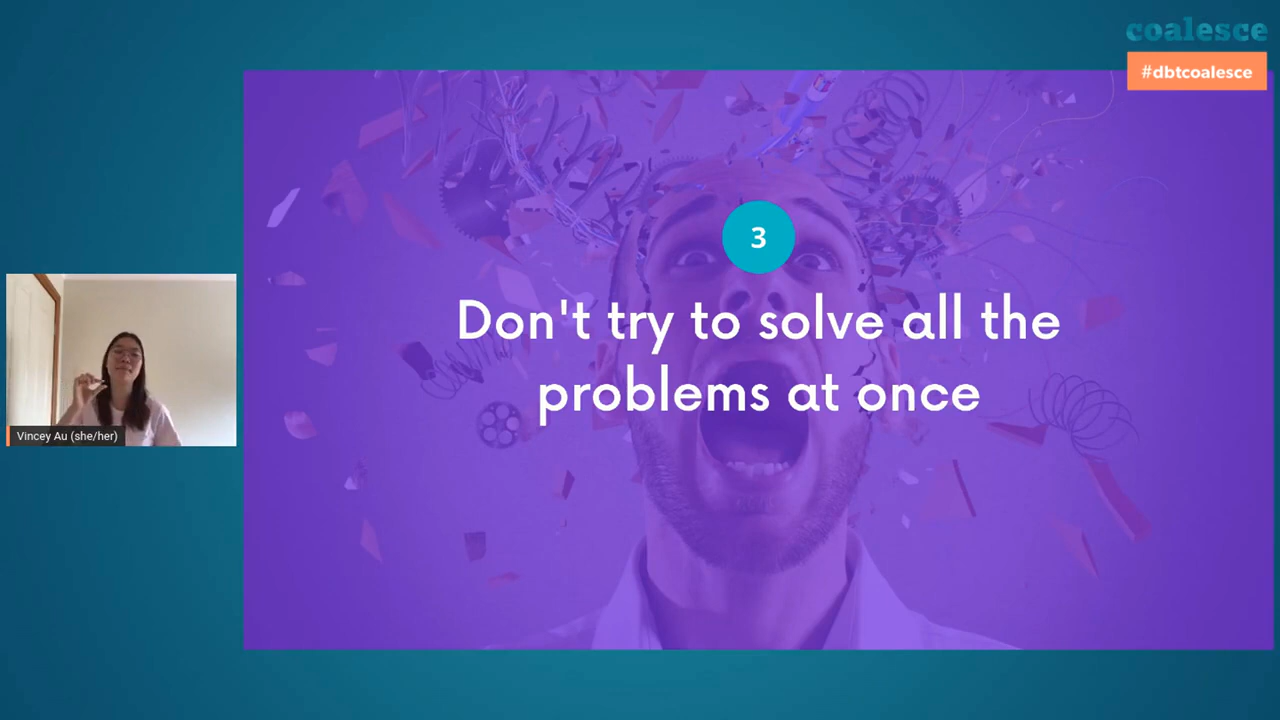 coalesce
#dbtcoalesce
3
Don't try to solve all the
problems at once
Vincey Au (she/her)